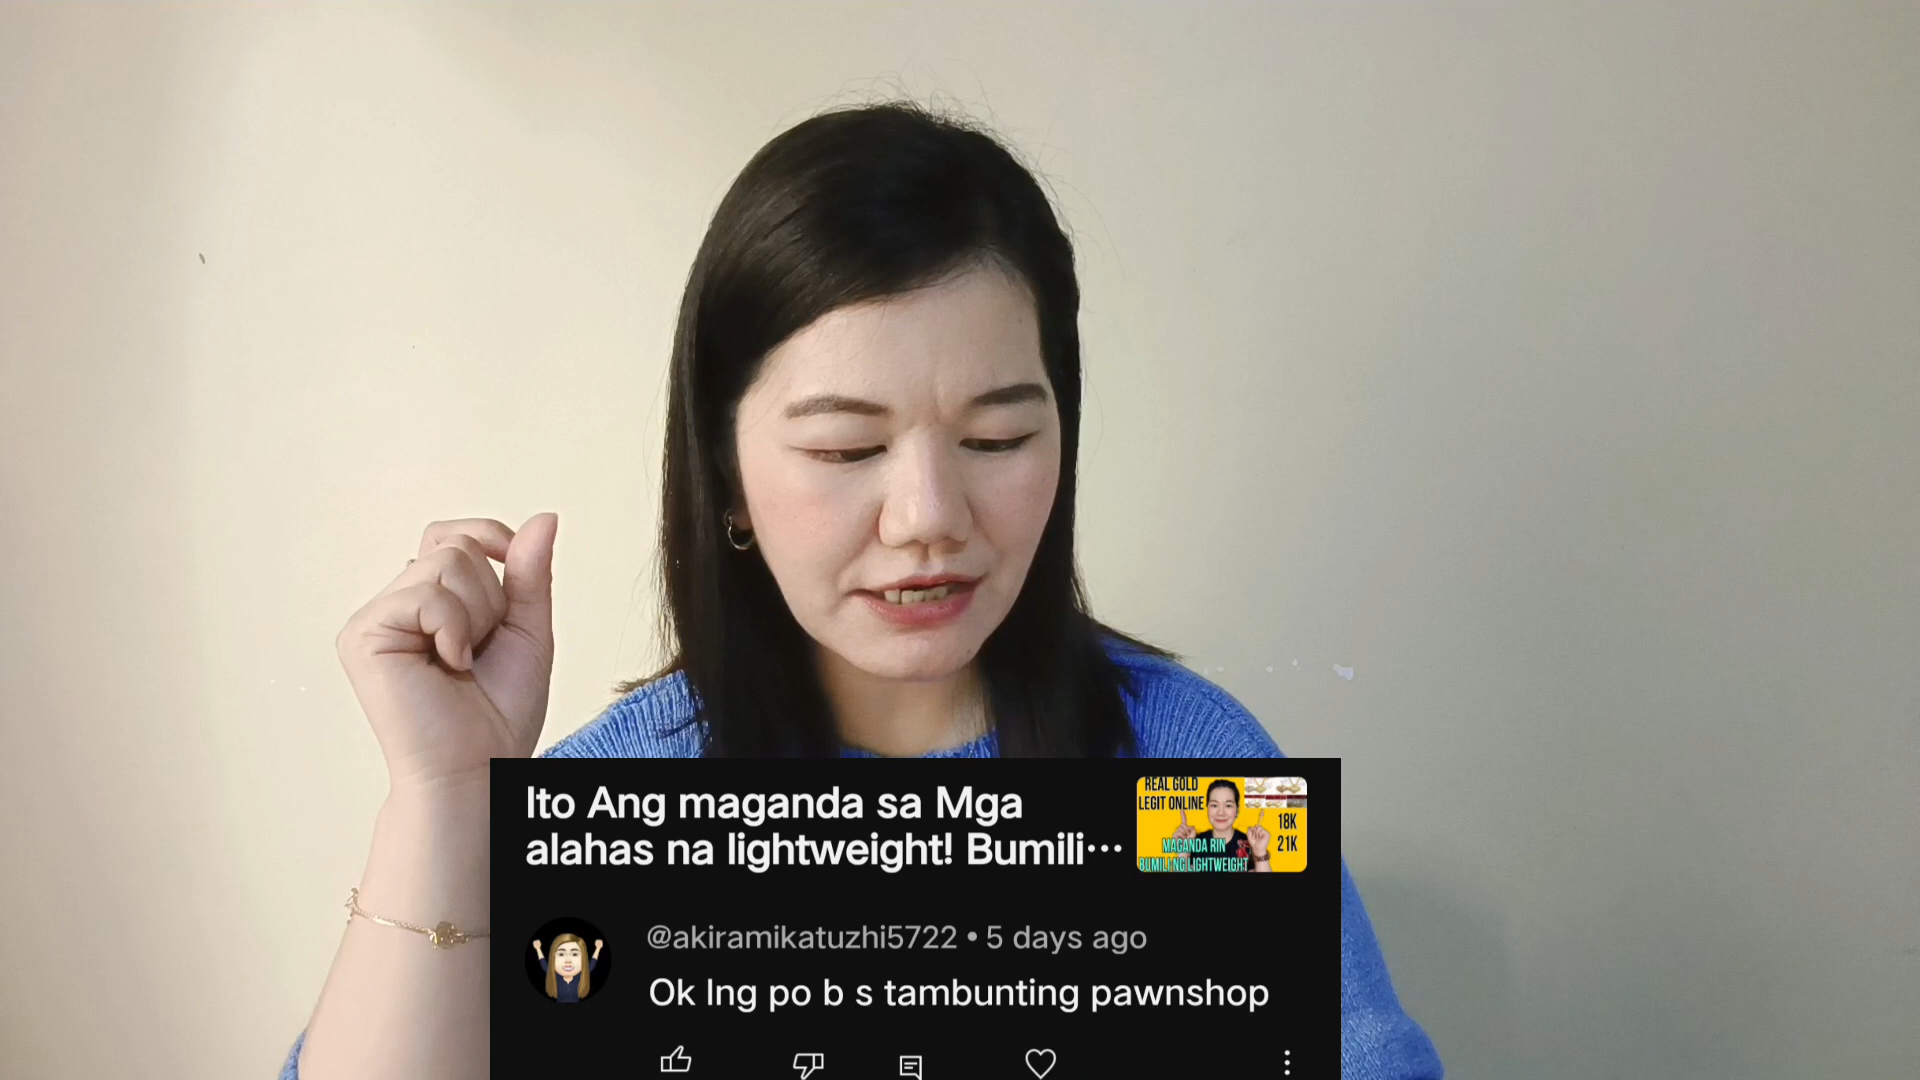 Ito Ang maganda sa Mga
alahas na lightweight! Bumili...
REAL GOLD
LEGIT ONLINE
18K
21K
MAGANDA RIN
BUMILI NG LIGHTWEIGHT
@akiramikatuzhi5722 • 5 days ago
Ok lng po b s tambunting pawnshop